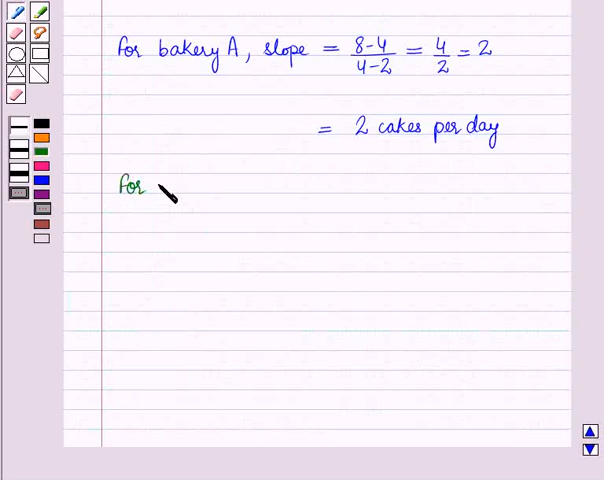 For bakery A, slope = 8-4/4-2 = 4/2 = 2
= 2 cakes per day
For